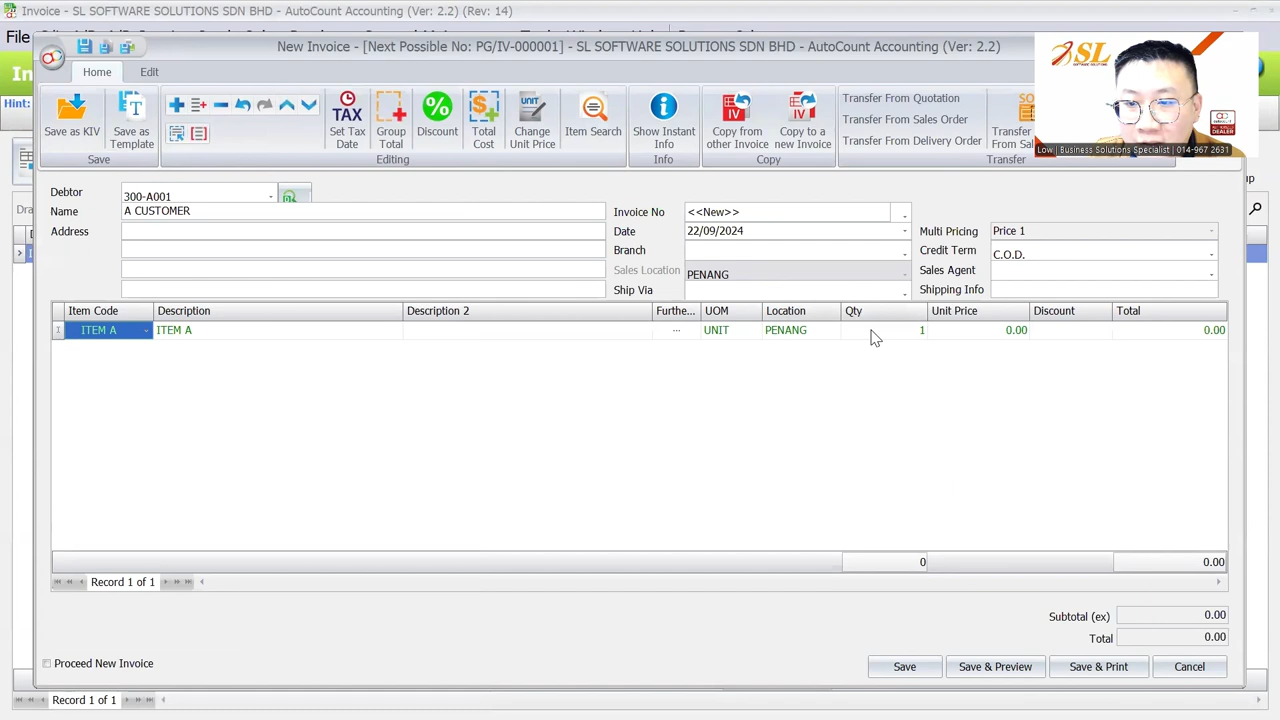 Invoice - SL SOFTWARE SOLUTIONS SDN BHD - AutoCount Accounting (Ver: 2.2) (Rev: 14)
File
New Invoice - [Next Possible No: PG/IV-000001] - SL SOFTWARE SOLUTIONS SDN BHD - AutoCount Accounting (Ver: 2.2)
Home Edit
In
Hint:
Save as KIV
Save as Template
Set Tax Date
Group Total
Discount
Total Cost
Change Unit Price
Item Search
Show Instant Info
Copy from other Invoice
Copy to a new Invoice
Transfer From Quotation
Transfer From Sales Order
Transfer From Delivery Order
Save Editing Info Copy Transfer
SL
SOFTWARE SOLUTIONS
DEALER
Low | Business Solutions Specialist | 014-967 2631
Debtor 300-A001
Name A CUSTOMER
Address
Invoice No <<New>>
Date 22/09/2024
Branch
Sales Location PENANG
Ship Via
Multi Pricing Price 1
Credit Term C.O.D.
Sales Agent
Shipping Info
Item Code Description Description 2 Furthe... UOM Location Qty Unit Price Discount Total
ITEM A ITEM A ... UNIT PENANG 1 0.00 0.00
0 0.00
Record 1 of 1
Subtotal (ex) 0.00
Total 0.00
Proceed New Invoice
Save Save & Preview Save & Print Cancel
Record 1 of 1